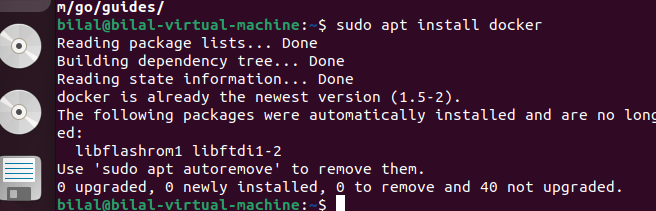 m/go/guides/
bilal@bilal-virtual-machine:~$ sudo apt install docker
Reading package lists... Done
Building dependency tree... Done
Reading state information... Done
docker is already the newest version (1.5-2).
The following packages were automatically installed and are no long
ed:
  libflashrom1 libftdi1-2
Use 'sudo apt autoremove' to remove them.
0 upgraded, 0 newly installed, 0 to remove and 40 not upgraded.
bilal@bilal-virtual-machine:~$